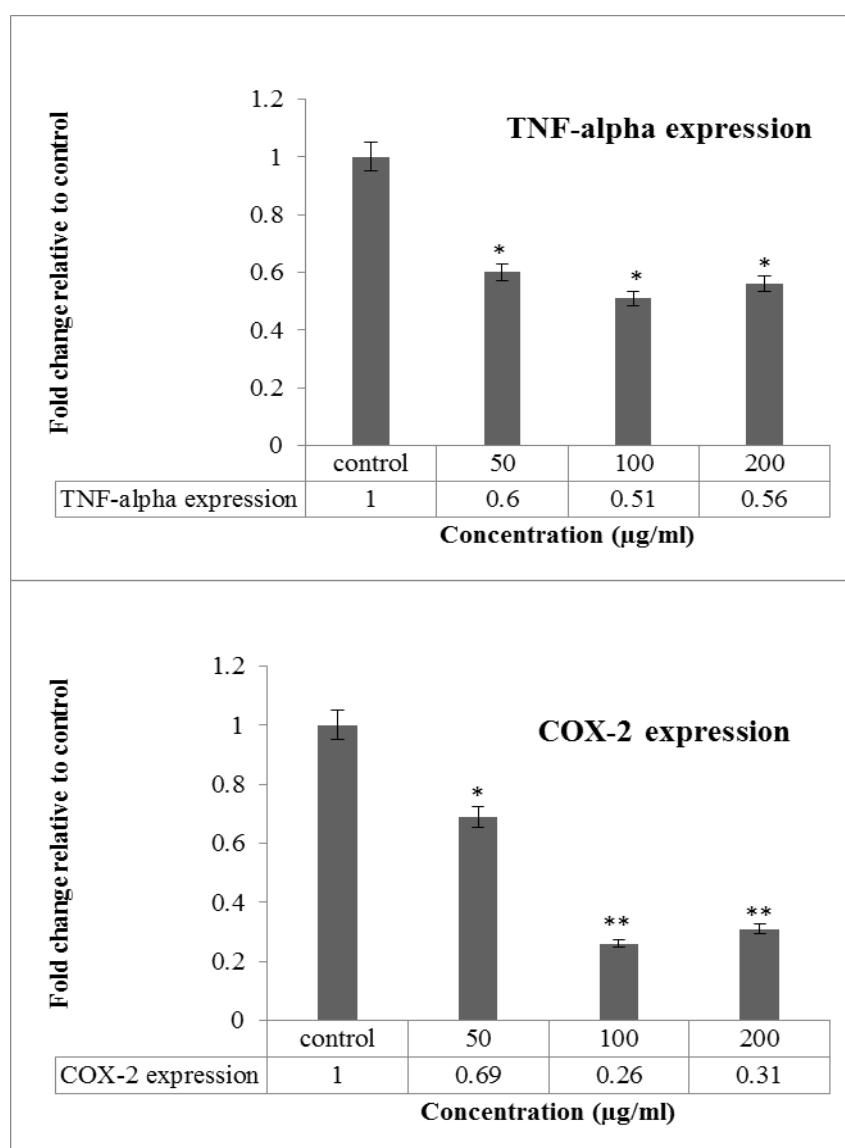 TNF-alpha expression
Fold change relative to control
1.2
1
0.8
0.6
0.4
0.2
0
*
*
*
control 50 100 200
TNF-alpha expression 1 0.6 0.51 0.56
Concentration (µg/ml)
COX-2 expression
Fold change relative to control
1.2
1
0.8
0.6
0.4
0.2
0
*
**
**
control 50 100 200
COX-2 expression 1 0.69 0.26 0.31
Concentration (µg/ml)